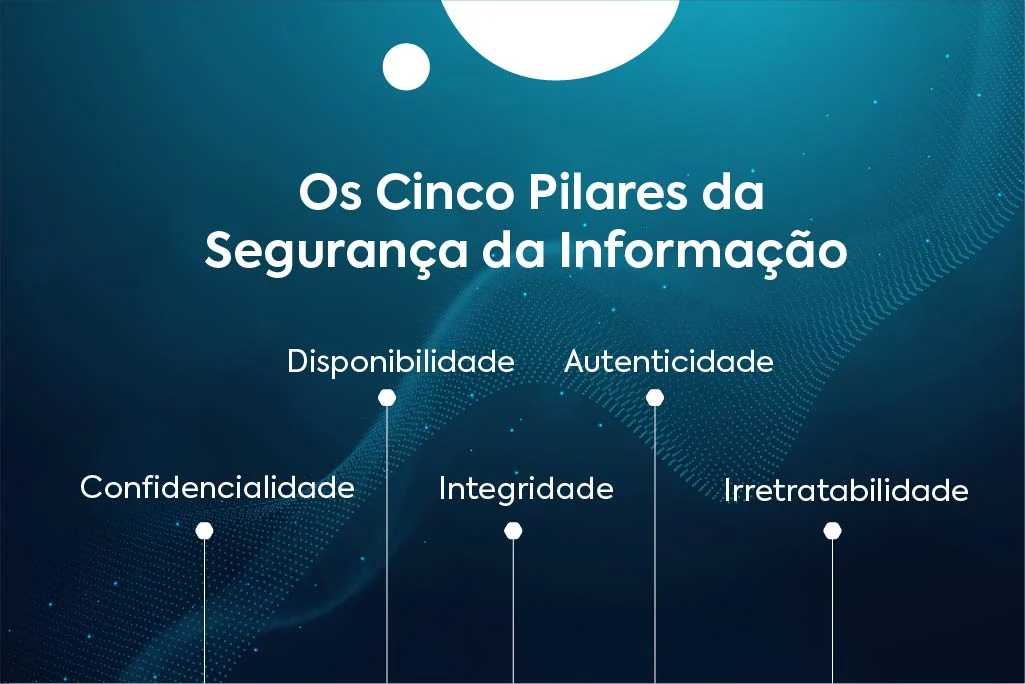 Os Cinco Pilares da
Segurança da Informação
Disponibilidade
Autenticidade
Confidencialidade
Integridade
Irretratabilidade